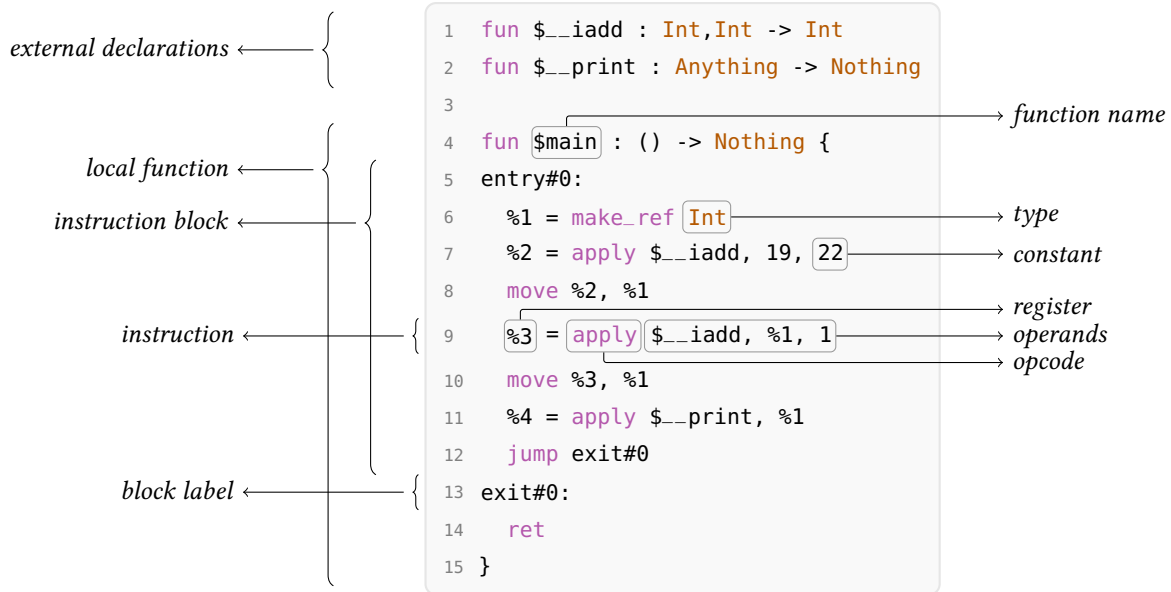 external declarations
local function
instruction block
instruction
block label
1 fun $__iadd : Int,Int -> Int
2 fun $__print : Anything -> Nothing
3
4 fun $main : () -> Nothing {
5 entry#0:
6 %1 = make_ref Int
7 %2 = apply $__iadd, 19, 22
8 move %2, %1
9 %3 = apply $__iadd, %1, 1
10 move %3, %1
11 %4 = apply $__print, %1
12 jump exit#0
13 exit#0:
14 ret
15 }
function name
type
constant
register
operands
opcode